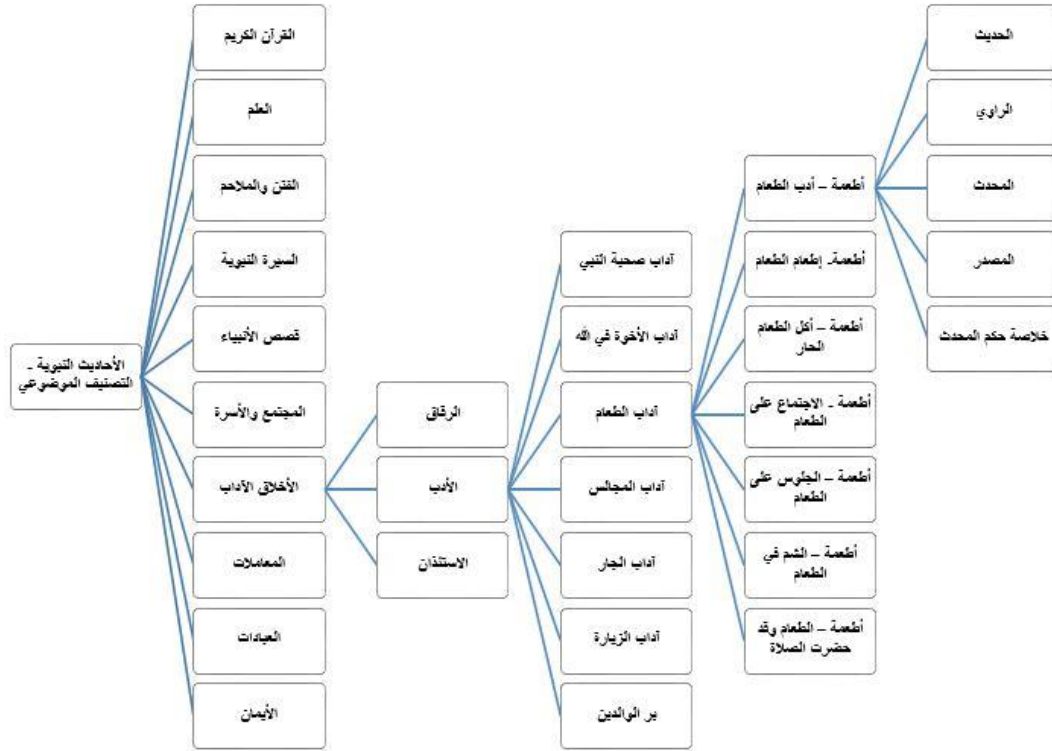 الأحاديث النبوية ـ
التصنيف الموضوعي
القرآن الكريم
العلم
الفتن والملاحم
السيرة النبوية
قصص الأنبياء
المجتمع والأسرة
الأخلاق الآداب
المعاملات
العبادات
الأيمان
الرقاق
الأدب
الاستئذان
آداب صحبة النبي
آداب الأخوة في الله
آداب الطعام
آداب المجالس
آداب الجار
آداب الزيارة
بر الوالدين
أطعمة – أدب الطعام
أطعمة- إطعام الطعام
أطعمة – أكل الطعام
الحار
أطعمة - الاجتماع على
الطعام
أطعمة – الجلوس على
الطعام
أطعمة – الشم في
الطعام
أطعمة – الطعام وقد
حضرت الصلاة
الحديث
الراوي
المحدث
المصدر
خلاصة حكم المحدث